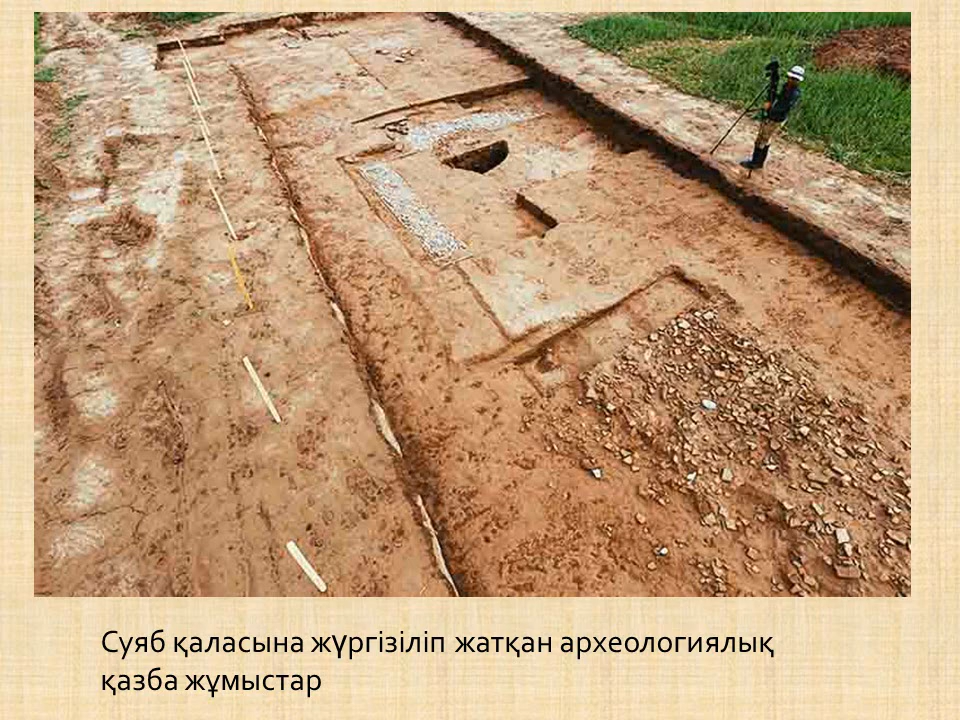 Суяб қаласына жүргізіліп жатқан археологиялық
қазба жұмыстар